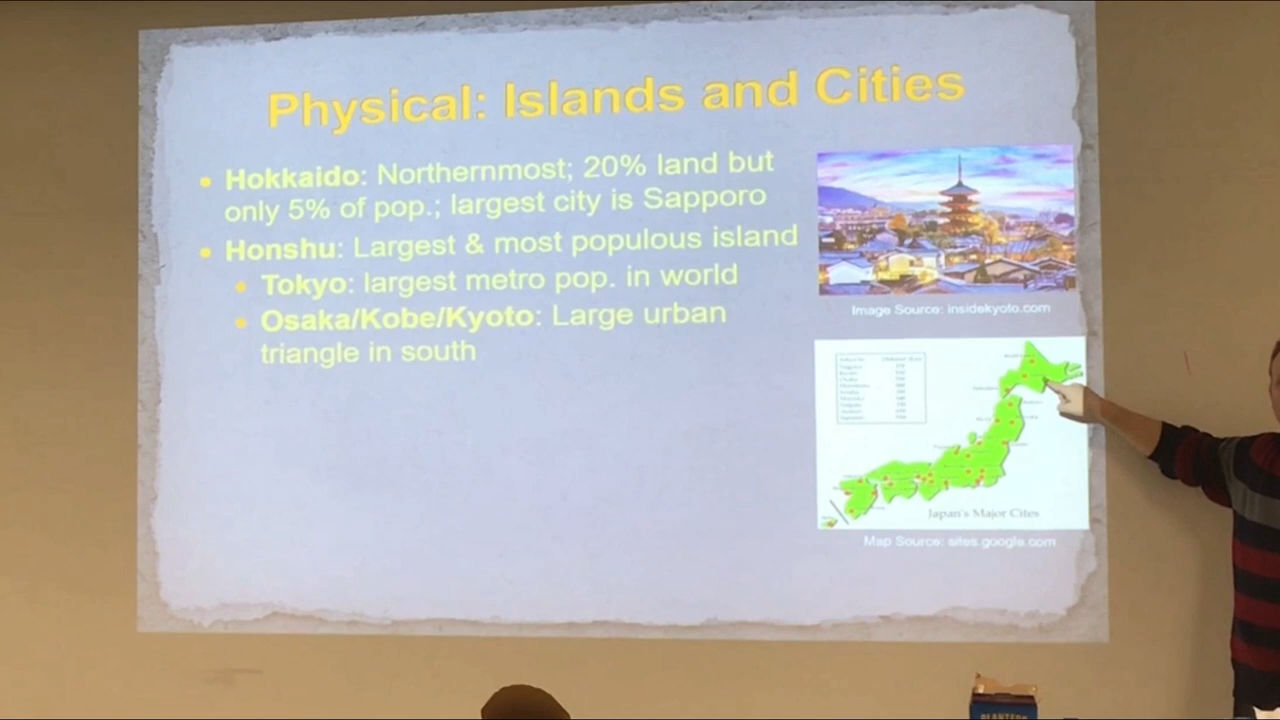 Physical: Islands and Cities
Hokkaido: Northernmost; 20% land but
only 5% of pop.; largest city is Sapporo
Honshu: Largest & most populous island
Tokyo: largest metro pop. in world
Osaka/Kobe/Kyoto: Large urban
triangle in south
Image Source: insidekyoto.com
Japan's Major Cites
Map Source: sites.google.com